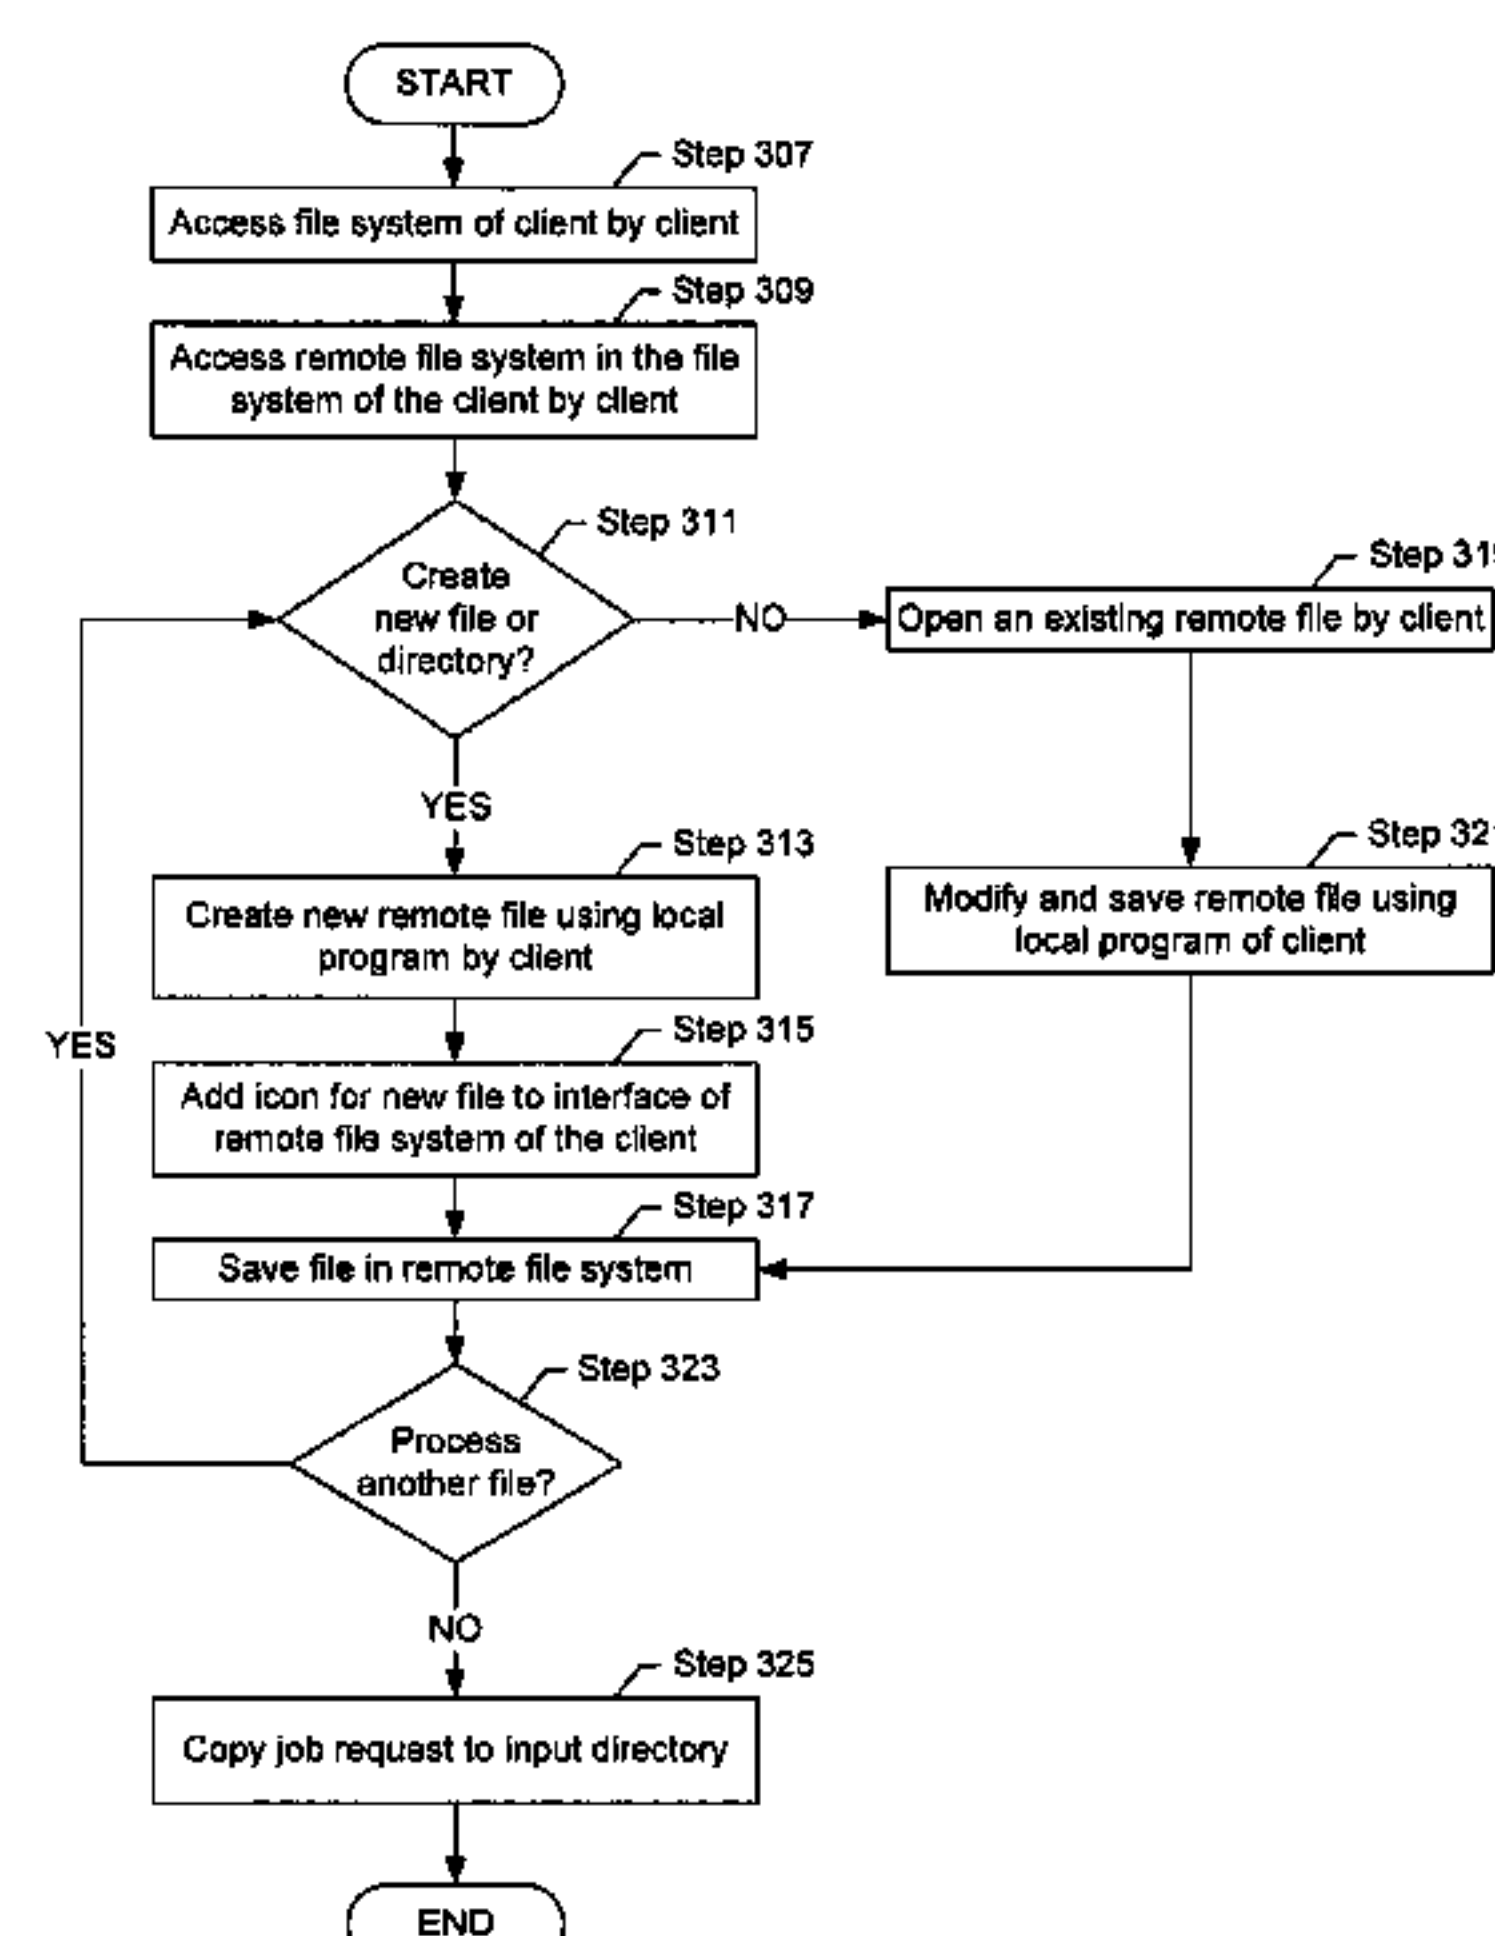 START
Step 307
Access file system of client by client
Step 309
Access remote file system in the file
system of the client by client
Step 311
Create
new file or
directory?
NO
Open an existing remote file by client
YES
Step 313
Create new remote file using local
program by client
Step
Modify and save remote file using
local program of client
Step 315
Add icon for new file to interface of
remote file system of the client
YES
Step 317
Save file in remote file system
Step 323
Process
another file?
NO
Step 325
Copy job request to input directory
END